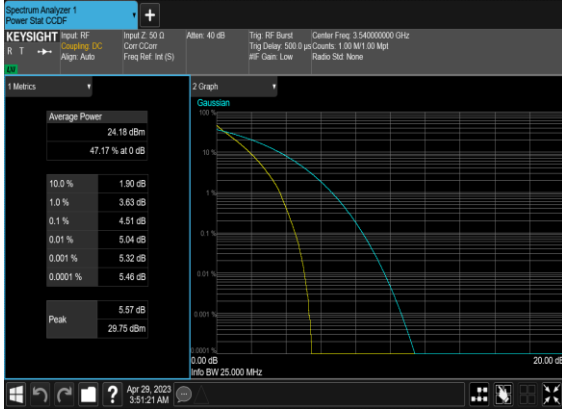 Spectrum Analyzer 1
Power Stat CCDF
+
KEYSIGHT
R T
LXI
Input: RF
Coupling: DC
Align: Auto
Input Z: 50 Ω
Corr CCorr
Freq Ref: Int (S)
Atten: 40 dB
Trig: RF Burst
Trig Delay: 500.0 µs
#IF Gain: Low
Center Freq: 3.540000000 GHz
Counts: 1.00 M/1.00 Mpt
Radio Std: None
1 Metrics
Average Power
24.18 dBm
47.17 % at 0 dB
10.0 % 1.90 dB
1.0 % 3.63 dB
0.1 % 4.51 dB
0.01 % 5.04 dB
0.001 % 5.32 dB
0.0001 % 5.46 dB
Peak
5.57 dB
29.75 dBm
2 Graph
Gaussian
100 %
10 %
1 %
0.1 %
0.01 %
0.001 %
0.0001 %
0.00 dB
20.00 dB
Info BW 25.000 MHz
?
Apr 29, 2023
3:51:21 AM